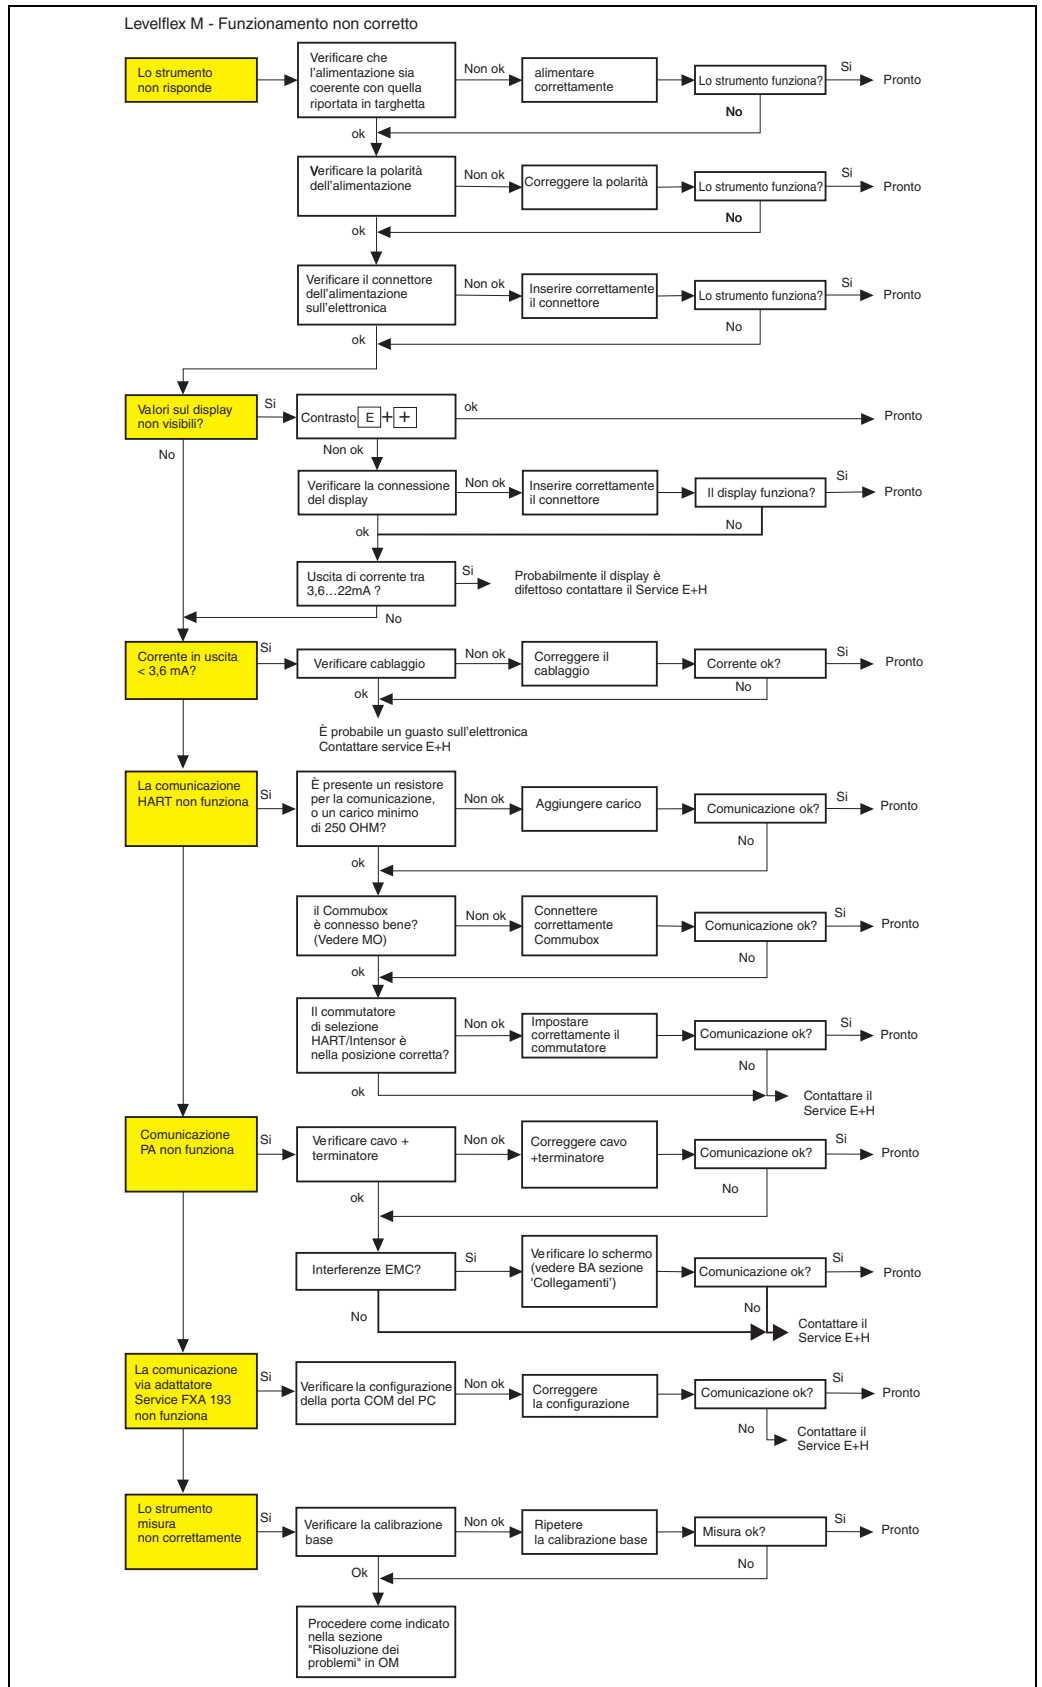 Levelflex M - Funzionamento non corretto
Lo strumento
non risponde
Verificare che
l'alimentazione sia
coerente con quella
riportata in targhetta
Non ok
alimentare
correttamente
Lo strumento funziona?
Si
Pronto
No
ok
Verificare la polarità
dell'alimentazione
Non ok
Correggere la polarità
Lo strumento funziona?
Si
Pronto
No
ok
Verificare il connettore
dell'alimentazione
sull'elettronica
Non ok
Inserire correttamente
il connettore
Lo strumento funziona?
Si
Pronto
No
ok
Valori sul display
non visibili?
Si
Contrasto E + +
ok
Pronto
No
Non ok
Verificare la connessione
del display
Non ok
Inserire correttamente
il connettore
Il display funziona?
Si
Pronto
No
ok
Uscita di corrente tra
3,6...22mA ?
Si
Probabilmente il display è
difettoso contattare il Service E+H
No
Corrente in uscita
< 3,6 mA?
Si
Verificare cablaggio
Non ok
Correggere il
cablaggio
Corrente ok?
Si
Pronto
No
ok
È probabile un guasto sull'elettronica
Contattare service E+H
La comunicazione
HART non funziona
Si
È presente un resistore
per la comunicazione,
o un carico minimo
di 250 OHM?
Non ok
Aggiungere carico
Comunicazione ok?
Si
Pronto
No
ok
il Commubox
è connesso bene?
(Vedere MO)
Non ok
Connettere
correttamente
Commubox
Comunicazione ok?
Si
Pronto
No
ok
Il commutatore
di selezione
HART/Intensor è
nella posizione corretta?
Non ok
Impostare
correttamente il
commutatore
Comunicazione ok?
Si
Pronto
No
ok
Contattare il
Service E+H
Comunicazione
PA non funziona
Si
Verificare cavo +
terminatore
Non ok
Correggere cavo
+terminatore
Comunicazione ok?
Si
Pronto
No
ok
Interferenze EMC?
Si
Verificare lo schermo
(vedere BA sezione
'Collegamenti')
Comunicazione ok?
Si
Pronto
No
No
Contattare il
Service E+H
La comunicazione
via adattatore
Service FXA 193
non funziona
Si
Verificare la configurazione
della porta COM del PC
Non ok
Correggere
la configurazione
Comunicazione ok?
Si
Pronto
No
Contattare il
Service E+H
Lo strumento
misura
non correttamente
Si
Verificare la calibrazione
base
Non ok
Ripetere
la calibrazione base
Misura ok?
Si
Pronto
No
Ok
Procedere come indicato
nella sezione
"Risoluzione dei
problemi" in OM